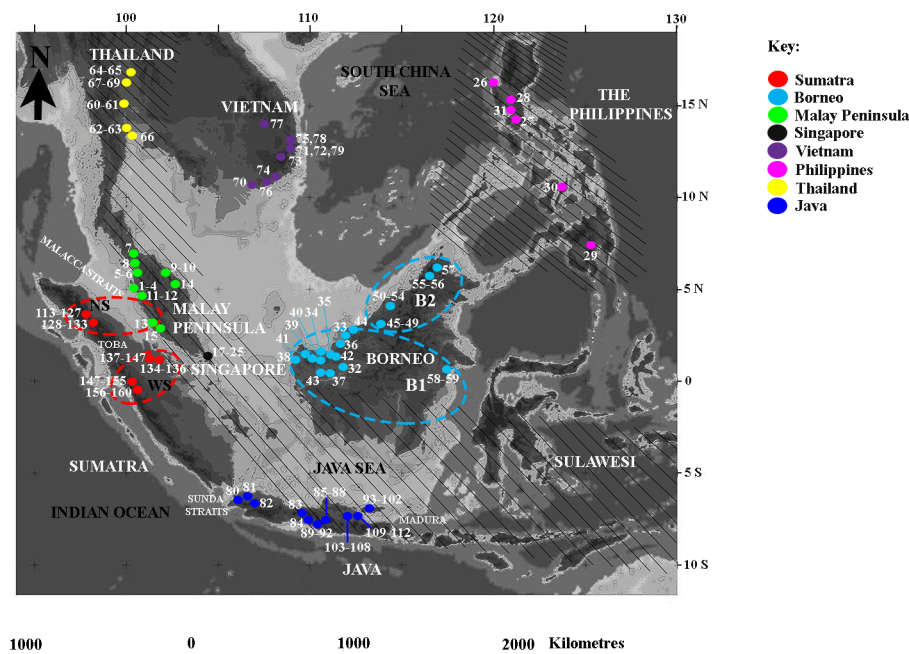 100
110
120
130
N
THAILAND
64-65
67-69
60-61
62-63
66
VIETNAM
77
75,78
71,72,79
73
74
70
76
SOUTH CHINA
SEA
26
28
31
27
THE
PHILIPPINES
30
29
15 N
10 N
5 N
0
5 S
10 S
Key:
Sumatra
Borneo
Malay Peninsula
Singapore
Vietnam
Philippines
Thailand
Java
MALACCA STRAITS
7
8
5-6
9-10
14
1-4
11-12
13
15
MALAY
PENINSULA
NS
113-127
128-133
TOBA
137-147
134-136
147-155
WS
156-160
17-25
SINGAPORE
SUMATRA
INDIAN OCEAN
57
55-56
B2
50-54
45-49
44
35
40 34
39
33
41
36
38
42
32
43
37
BORNEO
B1
58-59
SULAWESI
JAVA SEA
80
81
82
SUNDA
STRAITS
83
84
85-88
89-92
93-102
MADURA
109-112
103-108
JAVA
1000
0
1000
2000
Kilometres